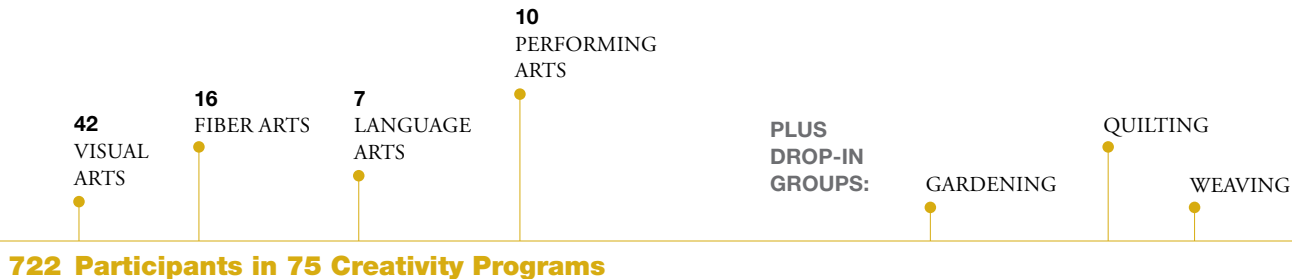 42
VISUAL
ARTS
16
FIBER ARTS
7
LANGUAGE
ARTS
10
PERFORMING
ARTS
PLUS
DROP-IN
GROUPS:
GARDENING
QUILTING
WEAVING
722 Participants in 75 Creativity Programs